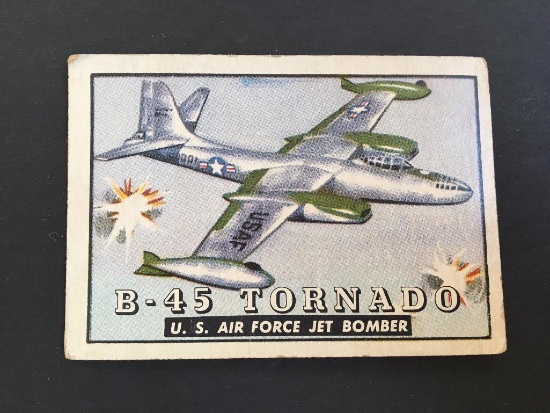 USAF
B-45 TORNADO
U. S. AIR FORCE JET BOMBER